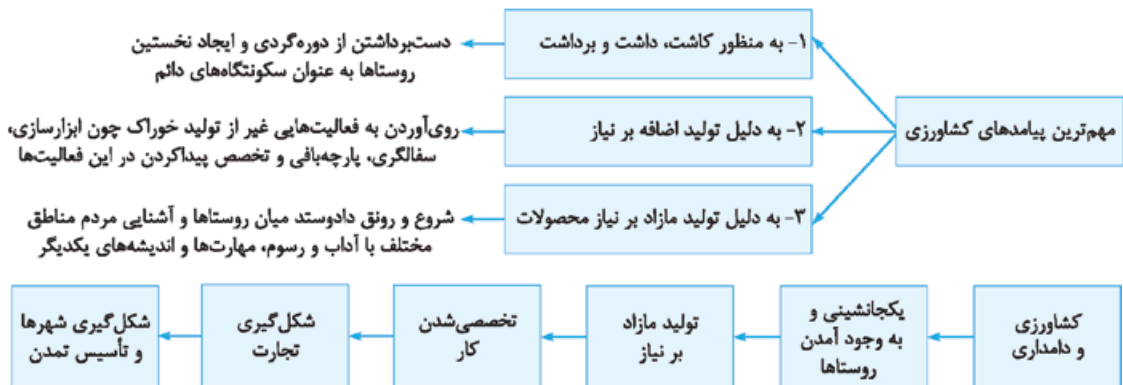 مهم‌ترین پیامدهای کشاورزی
۱- به منظور کاشت، داشت و برداشت
دست‌برداشتن از دوره‌گردی و ایجاد نخستین
روستاها به عنوان سکونتگاه‌های دائم
۲- به دلیل تولید اضافه بر نیاز
روی‌آوردن به فعالیت‌هایی غیر از تولید خوراک چون ابزارسازی،
سفالگری، پارچه‌بافی و تخصص پیداکردن در این فعالیت‌ها
۳- به دلیل تولید مازاد بر نیاز محصولات
شروع و رونق دادوستد میان روستاها و آشنایی مردم مناطق
مختلف با آداب و رسوم، مهارت‌ها و اندیشه‌های یکدیگر
کشاورزی
و دامداری
یکجانشینی و
به وجود آمدن
روستاها
تولید مازاد
بر نیاز
تخصصی‌شدن
کار
شکل‌گیری
تجارت
شکل‌گیری شهرها
و تأسیس تمدن